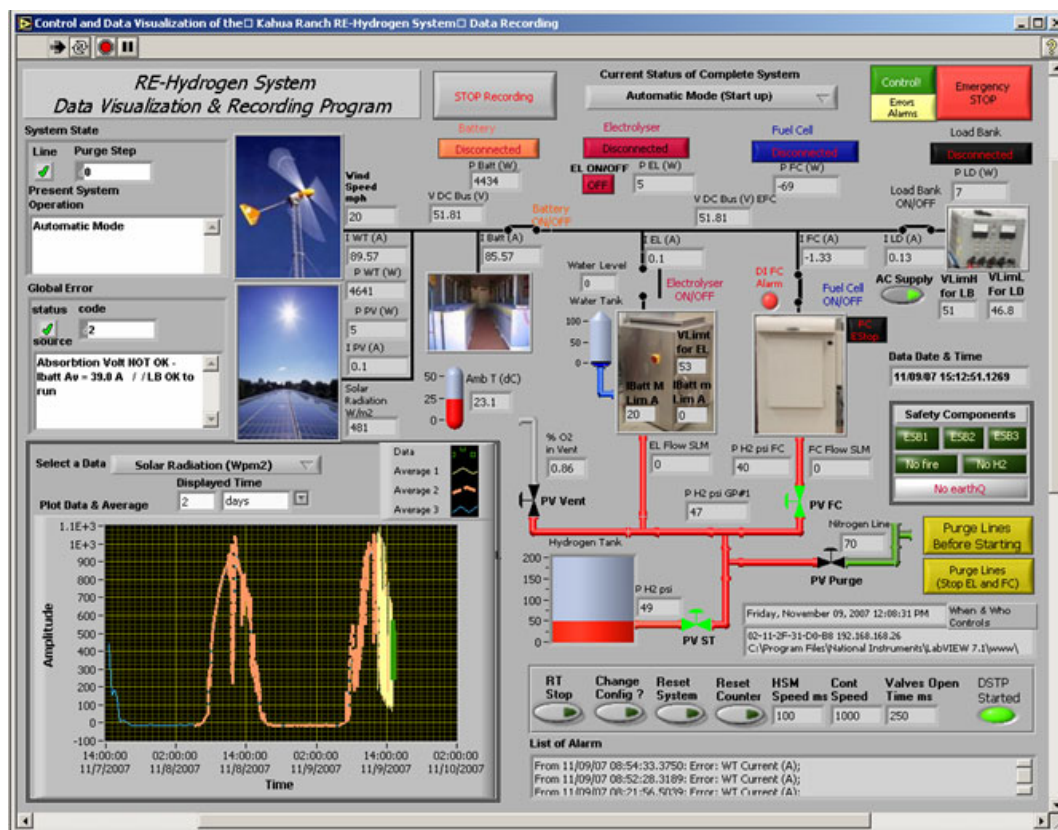 Control and Data Visualization of the□ Kahua Ranch RE-Hydrogen System□ Data Recording
RE-Hydrogen System
Data Visualization & Recording Program
STOP Recording
Current Status of Complete System
Automatic Mode (Start up)
Control!
Errors
Alarms
Emergency
STOP
System State
Line
Purge Step
0
Present System
Operation
Automatic Mode
Global Error
status
code
2
source
Absorbtion Volt NOT OK -
Ibatt Av = 39.0 A / / LB OK to
run
Battery
Disconnected
P Batt (W)
4434
Electrolyser
Disconnected
EL ON/OFF
OFF
P EL (W)
5
Fuel Cell
Disconnected
P FC (W)
-69
Load Bank
Disconnected
P LD (W)
7
Load Bank
ON/OFF
Wind
Speed
mph
20
V DC Bus (V)
51.81
Battery
ON/OFF
V DC Bus (V) EFC
51.81
I WT (A)
89.57
P WT (W)
4641
P PV (W)
5
I PV (A)
0.1
Solar
Radiation
W/m2
481
I Batt (A)
85.57
I EL (A)
0.1
I FC (A)
-1.33
I LD (A)
0.13
Water Level
0
Water Tank
100
50
0
Electrolyser
ON/OFF
DI FC
Alarm
Fuel Cell
ON/OFF
AC Supply
VLimH
for LB
51
VLimL
For LD
46.8
FC
EStop
VLimt
for EL
53
IBatt M
Lim A
20
IBatt m
Lim A
0
50
25
0
Amb T (dC)
23.1
Data Date & Time
11/09/07 15:12:51.1269
Safety Components
ESB1
ESB2
ESB3
No fire
No H2
No earthQ
% O2
in Vent
0.86
PV Vent
EL Flow SLM
0
P H2 psi FC
40
FC Flow SLM
0
P H2 psi GP#1
47
PV FC
Nitrogen Line
70
PV Purge
Purge Lines
Before Starting
Purge Lines
(Stop EL and FC)
Hydrogen Tank
200
150
100
50
0
P H2 psi
49
PV ST
Friday, November 09, 2007 12:08:31 PM
When & Who
Controls
02-11-2F-31-D0-B8 192.168.168.26
C:\Program Files\National Instruments\LabVIEW 7.1\www\
Select a Data
Solar Radiation (Wpm2)
Displayed Time
2
days
Plot Data & Average
Data
Average 1
Average 2
Average 3
1.1E+3
1E+3
900
800
700
600
500
400
300
200
100
0
-100
Amplitude
14:00:00
11/7/2007
02:00:00
11/8/2007
14:00:00
11/8/2007
02:00:00
11/9/2007
14:00:00
11/9/2007
02:00:00
11/10/2007
Time
RT
Stop
Change
Config ?
Reset
System
Reset
Counter
HSM
Speed ms
100
Cont
Speed
1000
Valves Open
Time ms
250
DSTP
Started
List of Alarm
From 11/09/07 08:54:33.3750: Error: WT Current (A);
From 11/09/07 08:52:28.3189: Error: WT Current (A);
From 11/09/07 08:21:56.5039: Error: WT Current (A);